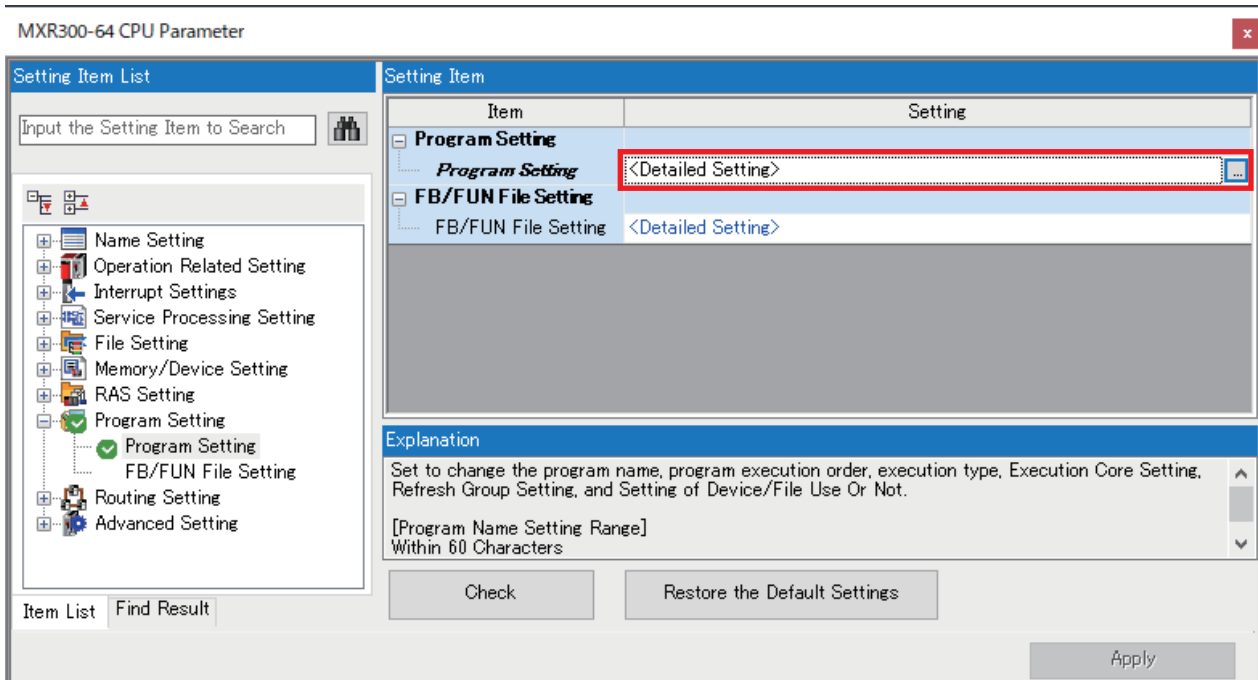 MXR300-64 CPU Parameter
x
Setting Item List
Input the Setting Item to Search
Name Setting
Operation Related Setting
Interrupt Settings
Service Processing Setting
File Setting
Memory/Device Setting
RAS Setting
Program Setting
Program Setting
FB/FUN File Setting
Routing Setting
Advanced Setting
Item List Find Result
Setting Item
Item Setting
Program Setting
Program Setting <Detailed Setting> ...
FB/FUN File Setting
FB/FUN File Setting <Detailed Setting>
Explanation
Set to change the program name, program execution order, execution type, Execution Core Setting,
Refresh Group Setting, and Setting of Device/File Use Or Not.
[Program Name Setting Range]
Within 60 Characters
Check Restore the Default Settings
Apply